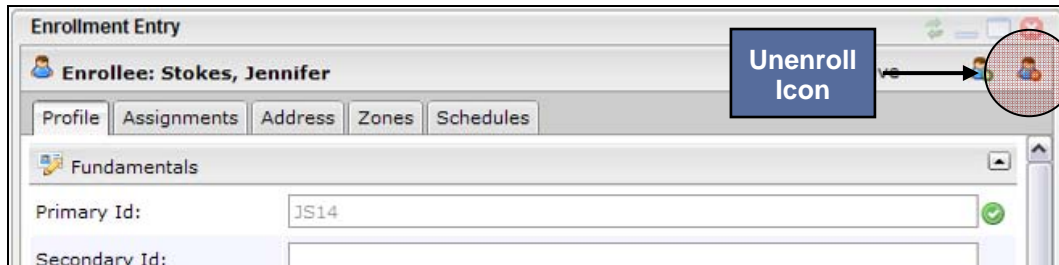 Enrollment Entry
Enrollee: Stokes, Jennifer
Unenroll
Icon
Profile Assignments Address Zones Schedules
Fundamentals
Primary Id: JS14
Secondary Id: